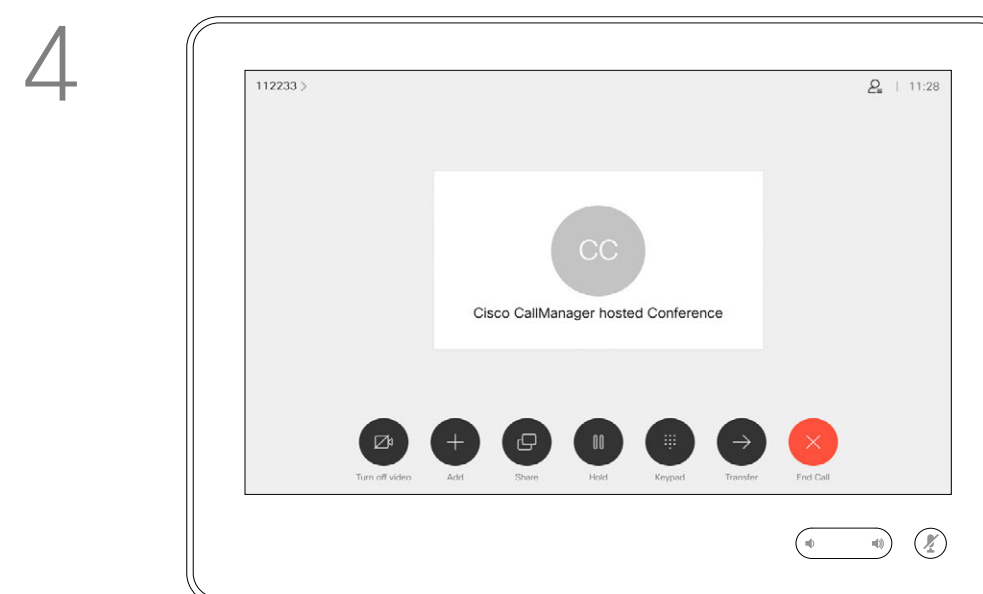 4
112233 >
| 11:28
CC
Cisco CallManager hosted Conference
Turn off video Add Share Hold Keypad Transfer End Call